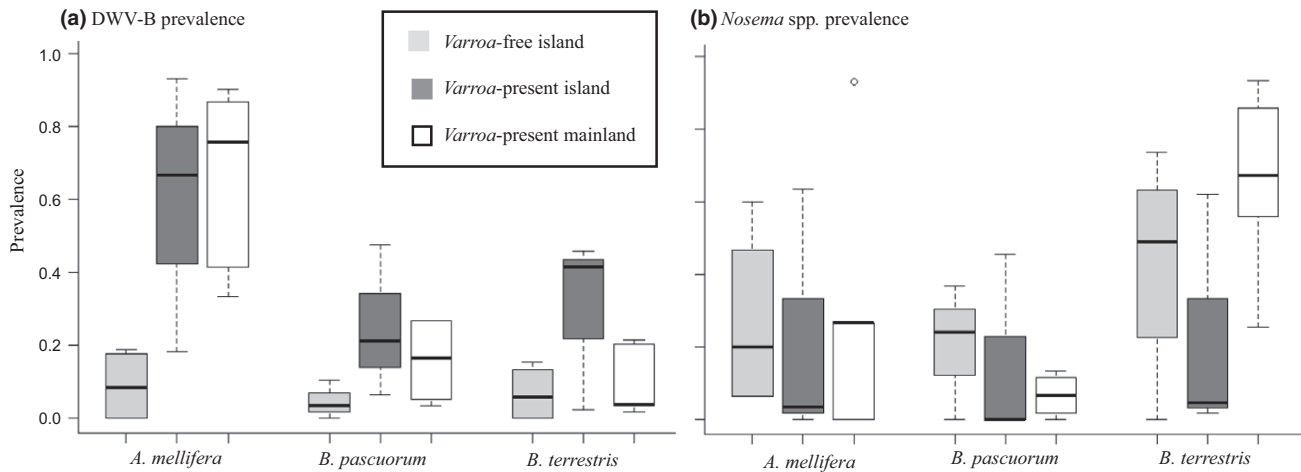 (a) DWV-B prevalence
(b) Nosema spp. prevalence
Varroa-free island
Varroa-present island
Varroa-present mainland
Prevalence
1.0
0.8
0.6
0.4
0.2
0.0
A. mellifera
B. pascuorum
B. terrestris
A. mellifera
B. pascuorum
B. terrestris